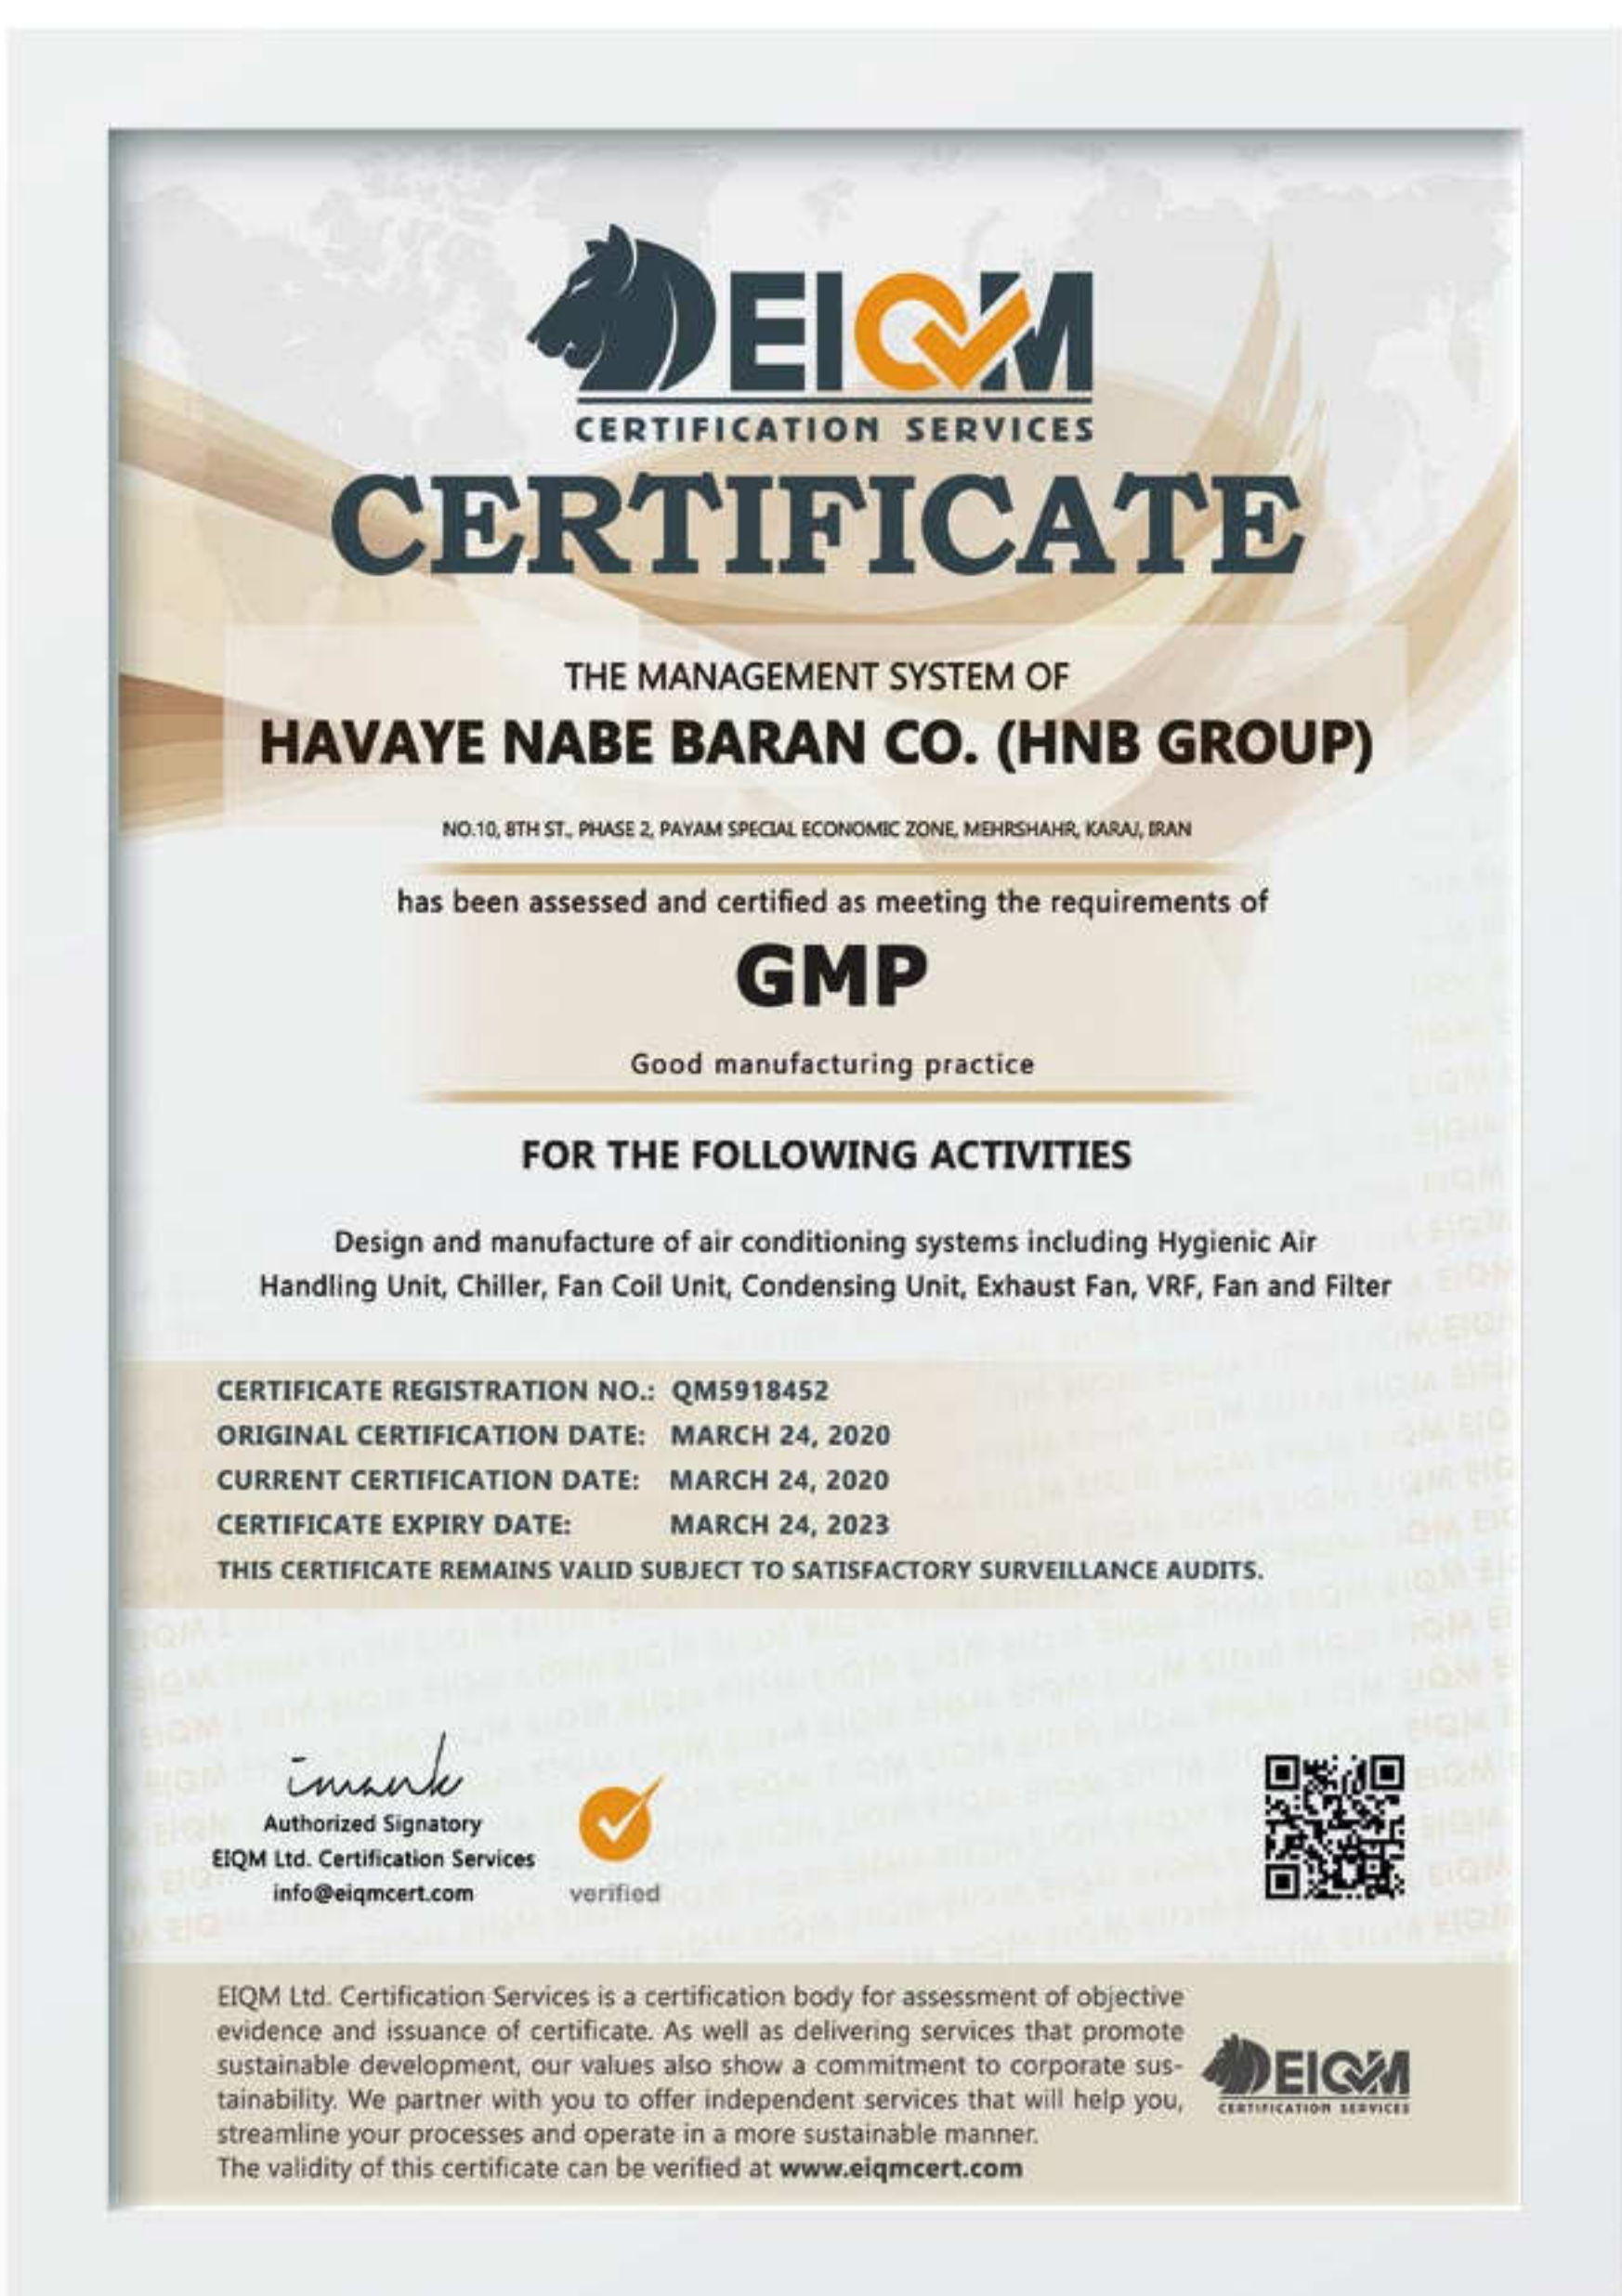 EIQM
CERTIFICATION SERVICES
CERTIFICATE
THE MANAGEMENT SYSTEM OF
HAVAYE NABE BARAN CO. (HNB GROUP)
NO.10, 8TH ST., PHASE 2, PAYAM SPECIAL ECONOMIC ZONE, MEHRSHAHR, KARAJ, IRAN
has been assessed and certified as meeting the requirements of
GMP
Good manufacturing practice
FOR THE FOLLOWING ACTIVITIES
Design and manufacture of air conditioning systems including Hygienic Air
Handling Unit, Chiller, Fan Coil Unit, Condensing Unit, Exhaust Fan, VRF, Fan and Filter
CERTIFICATE REGISTRATION NO.: QM5918452
ORIGINAL CERTIFICATION DATE: MARCH 24, 2020
CURRENT CERTIFICATION DATE: MARCH 24, 2020
CERTIFICATE EXPIRY DATE: MARCH 24, 2023
THIS CERTIFICATE REMAINS VALID SUBJECT TO SATISFACTORY SURVEILLANCE AUDITS.
Authorized Signatory
EIQM Ltd. Certification Services
info@eiqmcert.com
verified
EIQM Ltd. Certification Services is a certification body for assessment of objective
evidence and issuance of certificate. As well as delivering services that promote
sustainable development, our values also show a commitment to corporate sus-
tainability. We partner with you to offer independent services that will help you,
streamline your processes and operate in a more sustainable manner.
The validity of this certificate can be verified at www.eiqmcert.com
EIQM
CERTIFICATION SERVICES